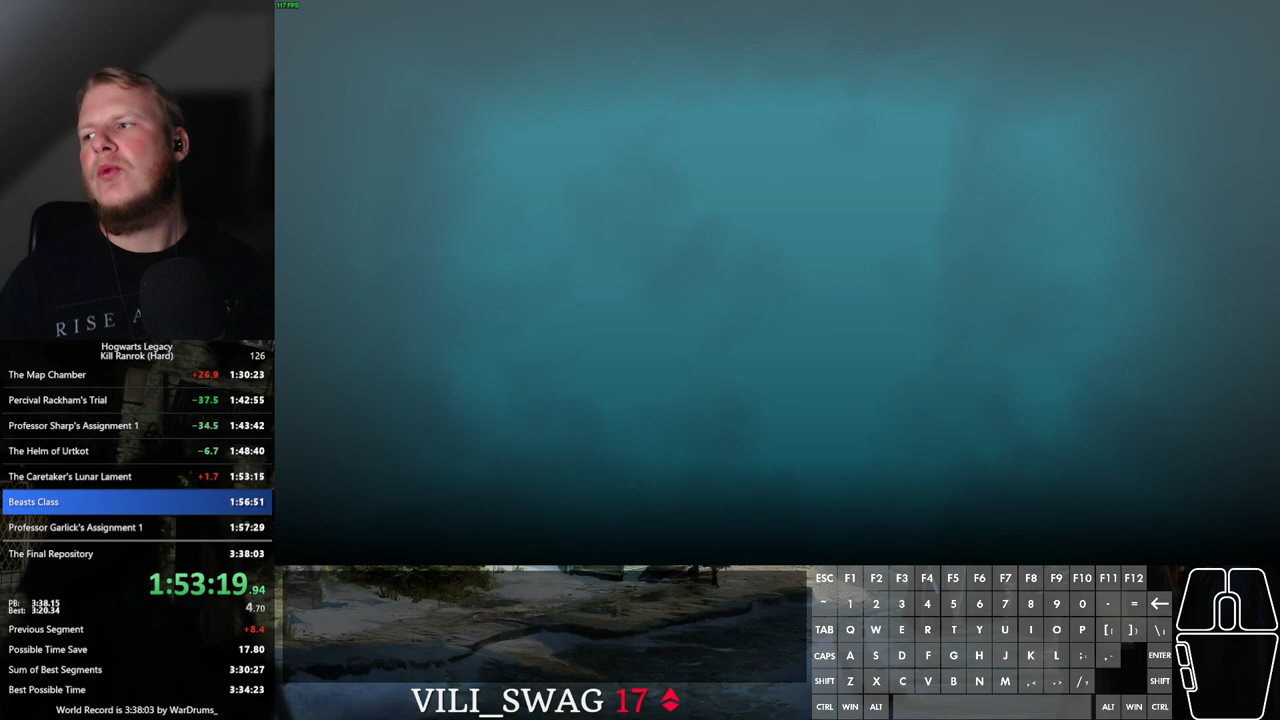 117 FPS
RISE A
Hogwarts Legacy
Kill Ranrok (Hard) 126
The Map Chamber +26.9 1:30:23
Percival Rackham's Trial −37.5 1:42:55
Professor Sharp's Assignment 1 −34.5 1:43:42
The Helm of Urtkot −6.7 1:48:40
The Caretaker's Lunar Lament +1.7 1:53:15
Beasts Class 1:56:51
Professor Garlick's Assignment 1 1:57:29
The Final Repository 3:38:03
1:53:19.94
PB: 3:38.15
Best: 3:20.34
4.70
Previous Segment +8.4
Possible Time Save 17.80
Sum of Best Segments 3:30:27
Best Possible Time 3:34:23
World Record is 3:38:03 by WarDrums_
VILI_SWAG 17
ESC F1 F2 F3 F4 F5 F6 F7 F8 F9 F10 F11 F12
~ 1 2 3 4 5 6 7 8 9 0 - = ←
TAB Q W E R T Y U I O P [{ ]} \|
CAPS A S D F G H J K L ;: ,. ENTER
SHIFT Z X C V B N M ,< .> /? SHIFT
CTRL WIN ALT ALT WIN CTRL